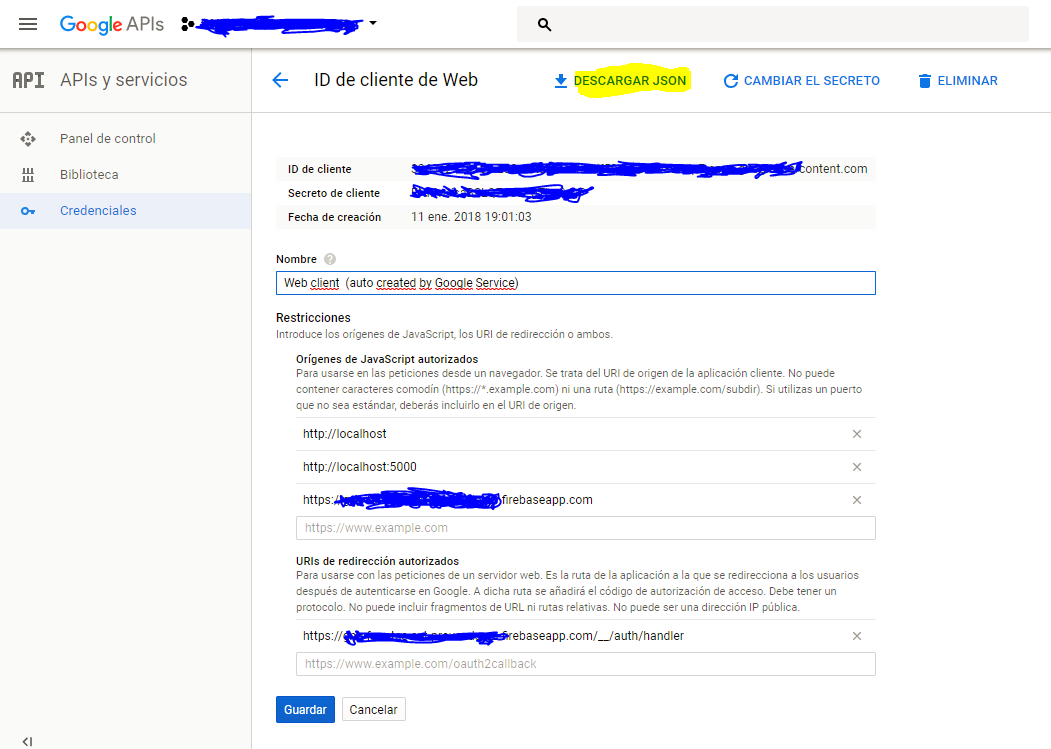 Google APIs
API APIs y servicios
ID de cliente de Web
DESCARGAR JSON
CAMBIAR EL SECRETO
ELIMINAR
Panel de control
Biblioteca
Credenciales
ID de cliente content.com
Secreto de cliente
Fecha de creación 11 ene. 2018 19:01:03
Nombre ?
Web client (auto created by Google Service)
Restricciones
Introduce los orígenes de JavaScript, los URI de redirección o ambos.
Orígenes de JavaScript autorizados
Para usarse en las peticiones desde un navegador. Se trata del URI de origen de la aplicación cliente. No puede
contener caracteres comodín (https://*.example.com) ni una ruta (https://example.com/subdir). Si utilizas un puerto
que no sea estándar, deberás incluirlo en el URI de origen.
http://localhost
http://localhost:5000
https:/ firebaseapp.com
https://www.example.com
URIs de redirección autorizados
Para usarse con las peticiones de un servidor web. Es la ruta de la aplicación a la que se redirecciona a los usuarios
después de autenticarse en Google. A dicha ruta se añadirá el código de autorización de acceso. Debe tener un
protocolo. No puede incluir fragmentos de URL ni rutas relativas. No puede ser una dirección IP pública.
https:// firebaseapp.com/__/auth/handler
https://www.example.com/oauth2callback
Guardar
Cancelar